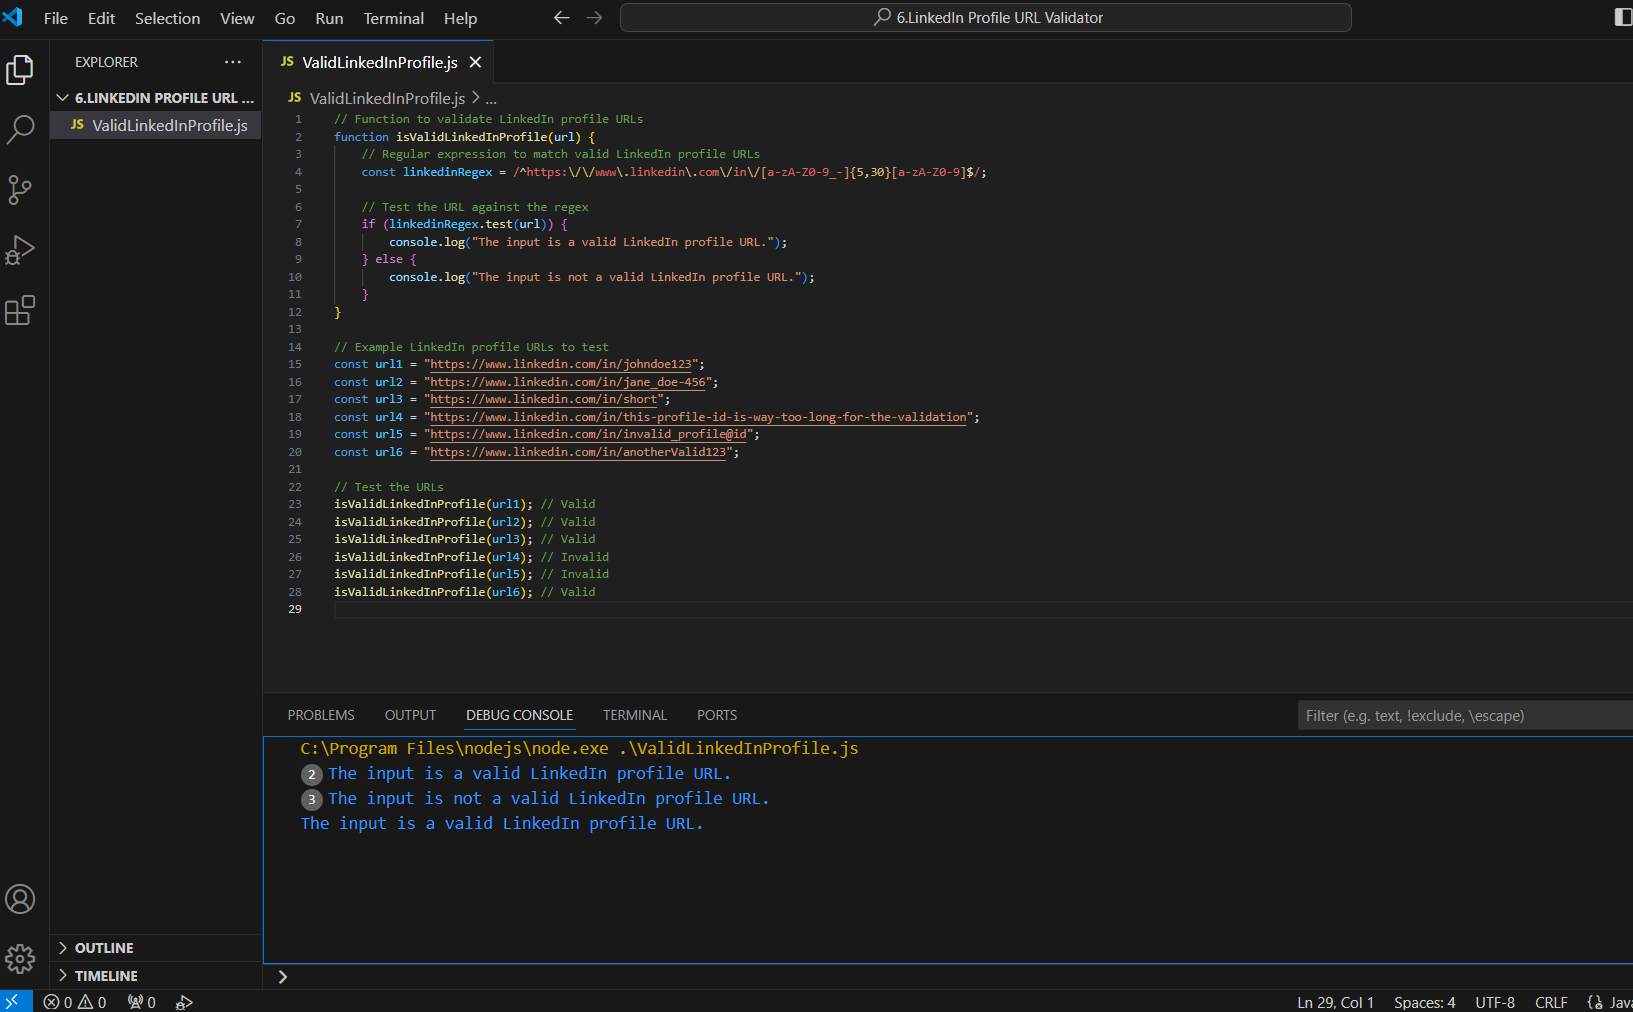 File Edit Selection View Go Run Terminal Help
6.LinkedIn Profile URL Validator
EXPLORER
6.LINKEDIN PROFILE URL ...
JS ValidLinkedInProfile.js
JS ValidLinkedInProfile.js
JS ValidLinkedInProfile.js > ...
1 // Function to validate LinkedIn profile URLs
2 function isValidLinkedInProfile(url) {
3 // Regular expression to match valid LinkedIn profile URLs
4 const linkedinRegex = /^https:\/\/www\.linkedin\.com\/in\/[a-zA-Z0-9_-]{5,30}[a-zA-Z0-9]$/;
5
6 // Test the URL against the regex
7 if (linkedinRegex.test(url)) {
8 console.log("The input is a valid LinkedIn profile URL.");
9 } else {
10 console.log("The input is not a valid LinkedIn profile URL.");
11 }
12 }
13
14 // Example LinkedIn profile URLs to test
15 const url1 = "https://www.linkedin.com/in/johndoe123";
16 const url2 = "https://www.linkedin.com/in/jane_doe-456";
17 const url3 = "https://www.linkedin.com/in/short";
18 const url4 = "https://www.linkedin.com/in/this-profile-id-is-way-too-long-for-the-validation";
19 const url5 = "https://www.linkedin.com/in/invalid_profile@id";
20 const url6 = "https://www.linkedin.com/in/anotherValid123";
21
22 // Test the URLs
23 isValidLinkedInProfile(url1); // Valid
24 isValidLinkedInProfile(url2); // Valid
25 isValidLinkedInProfile(url3); // Valid
26 isValidLinkedInProfile(url4); // Invalid
27 isValidLinkedInProfile(url5); // Invalid
28 isValidLinkedInProfile(url6); // Valid
29
PROBLEMS OUTPUT DEBUG CONSOLE TERMINAL PORTS
Filter (e.g. text, !exclude, \escape)
C:\Program Files\nodejs\node.exe .\ValidLinkedInProfile.js
2 The input is a valid LinkedIn profile URL.
3 The input is not a valid LinkedIn profile URL.
The input is a valid LinkedIn profile URL.
OUTLINE
TIMELINE
0 0 0
Ln 29, Col 1 Spaces: 4 UTF-8 CRLF {} Java